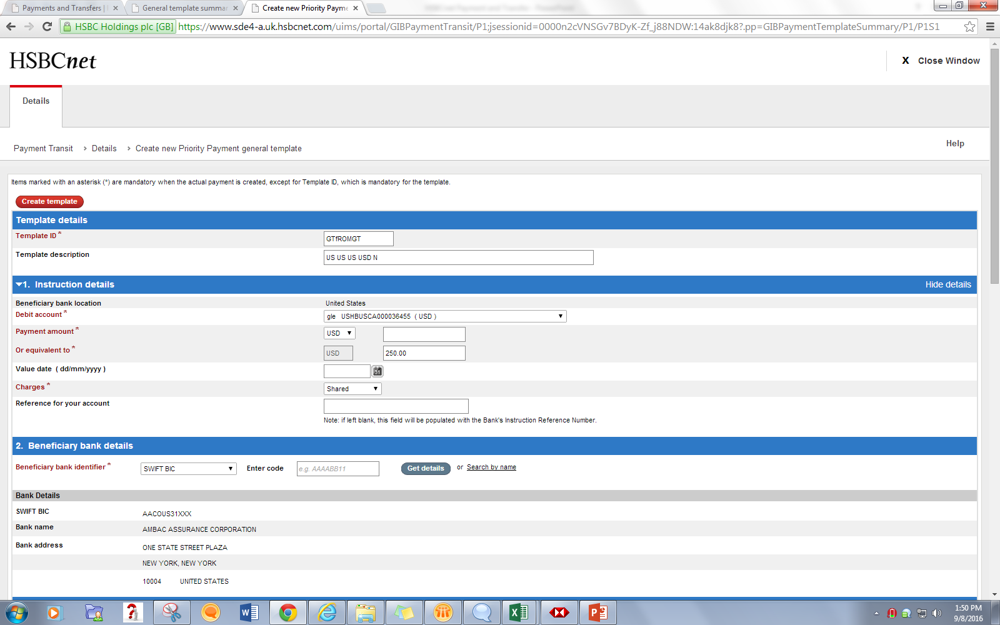 Payments and Transfers |
General template summar
Create new Priority Payme
HSBC Holdings plc [GB] https://www.sde4-a.uk.hsbcnet.com/uims/portal/GIBPaymentTransit/P1;jsessionid=0000n2cVNSGv7BDyK-Zf_j88NDW:14ak8djk8?.pp=GIBPaymentTemplateSummary/P1/P1S1
HSBCnet
X Close Window
Details
Payment Transit > Details > Create new Priority Payment general template
Help
Items marked with an asterisk (*) are mandatory when the actual payment is created, except for Template ID, which is mandatory for the template.
Create template
Template details
Template ID * GTfROMGT
Template description US US US USD N
1. Instruction details Hide details
Beneficiary bank location United States
Debit account * gle USHBUSCA000036455 ( USD )
Payment amount * USD
Or equivalent to * USD 250.00
Value date ( dd/mm/yyyy ) 31
Charges * Shared
Reference for your account
Note: if left blank, this field will be populated with the Bank's Instruction Reference Number.
2. Beneficiary bank details
Beneficiary bank identifier * SWIFT BIC Enter code e.g. AAAABB11 Get details or Search by name
Bank Details
SWIFT BIC AACOUS31XXX
Bank name AMBAC ASSURANCE CORPORATION
Bank address ONE STATE STREET PLAZA
NEW YORK, NEW YORK
10004 UNITED STATES
1:50 PM
9/8/2016